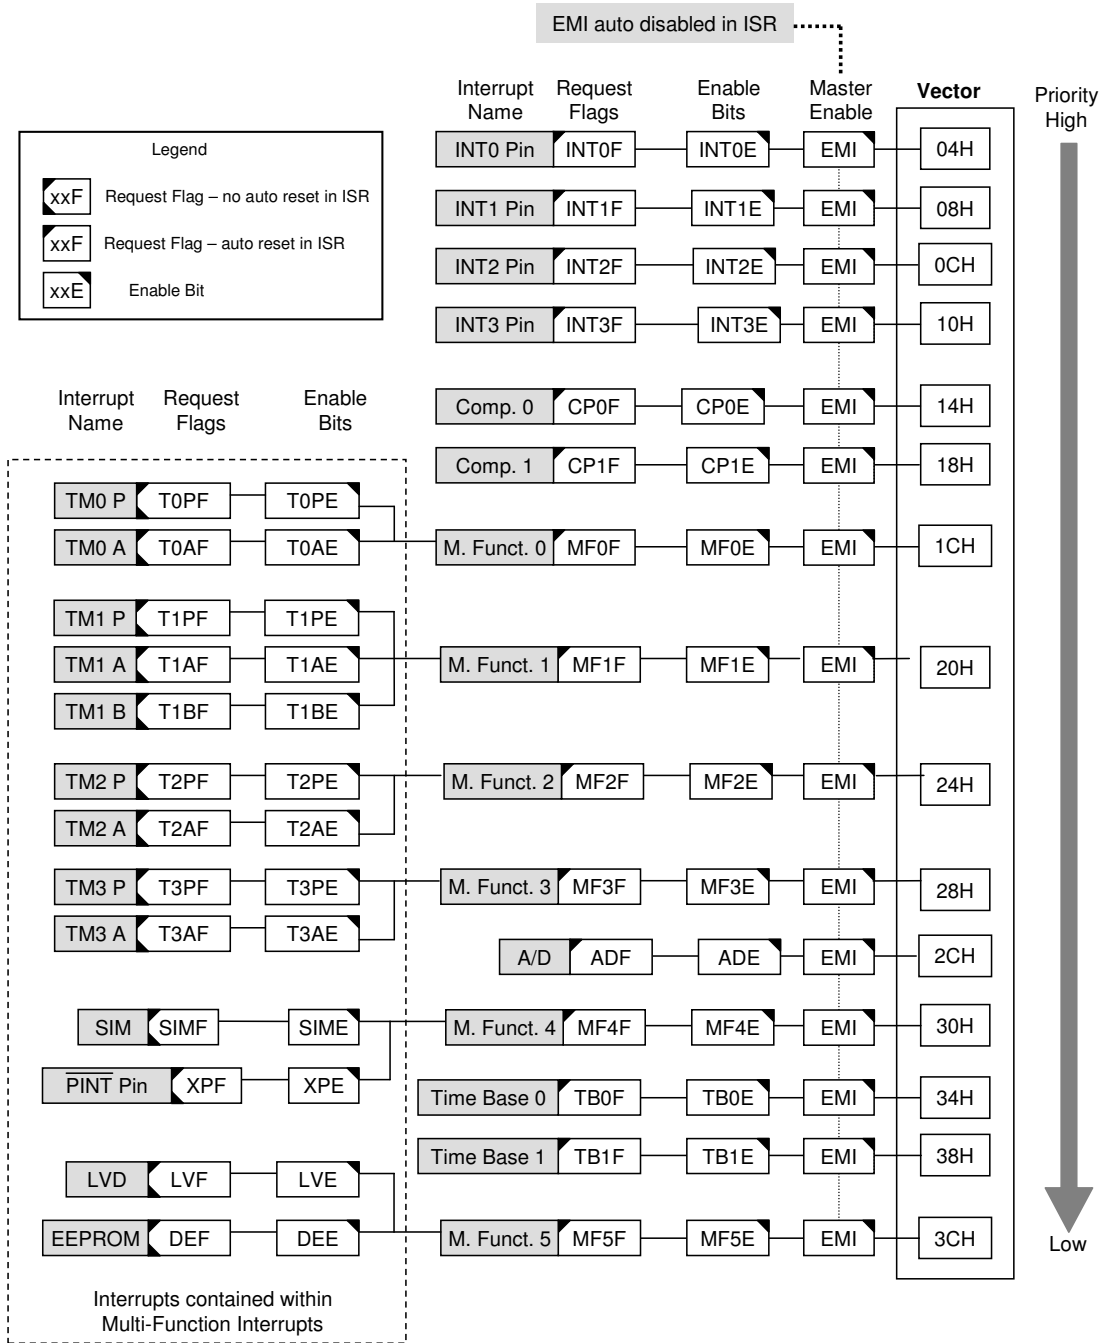 EMI auto disabled in ISR
Interrupt Name
Request Flags
Enable Bits
Master Enable
Vector
Priority High
Legend
xxF Request Flag – no auto reset in ISR
xxF Request Flag – auto reset in ISR
xxE Enable Bit
INT0 Pin INT0F INT0E EMI 04H
INT1 Pin INT1F INT1E EMI 08H
INT2 Pin INT2F INT2E EMI 0CH
INT3 Pin INT3F INT3E EMI 10H
Comp. 0 CP0F CP0E EMI 14H
Comp. 1 CP1F CP1E EMI 18H
Interrupt Name
Request Flags
Enable Bits
TM0 P T0PF T0PE
TM0 A T0AF T0AE M. Funct. 0 MF0F MF0E EMI 1CH
TM1 P T1PF T1PE
TM1 A T1AF T1AE M. Funct. 1 MF1F MF1E EMI 20H
TM1 B T1BF T1BE
TM2 P T2PF T2PE M. Funct. 2 MF2F MF2E EMI 24H
TM2 A T2AF T2AE
TM3 P T3PF T3PE M. Funct. 3 MF3F MF3E EMI 28H
TM3 A T3AF T3AE
A/D ADF ADE EMI 2CH
SIM SIMF SIME M. Funct. 4 MF4F MF4E EMI 30H
PINT Pin XPF XPE
Time Base 0 TB0F TB0E EMI 34H
Time Base 1 TB1F TB1E EMI 38H
LVD LVF LVE
EEPROM DEF DEE M. Funct. 5 MF5F MF5E EMI 3CH
Low
Interrupts contained within
Multi-Function Interrupts